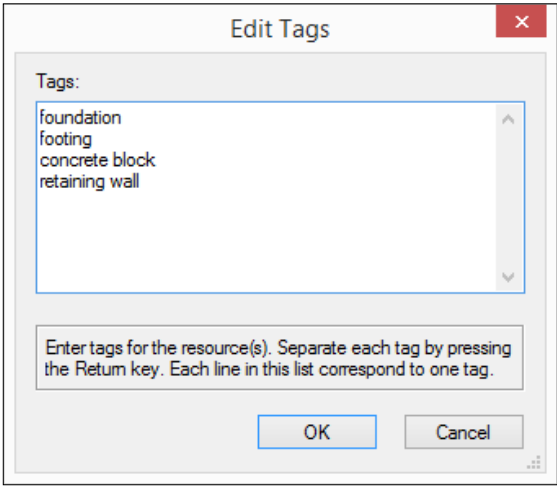 Edit Tags
Tags:
foundation
footing
concrete block
retaining wall
Enter tags for the resource(s). Separate each tag by pressing
the Return key. Each line in this list correspond to one tag.
OK
Cancel